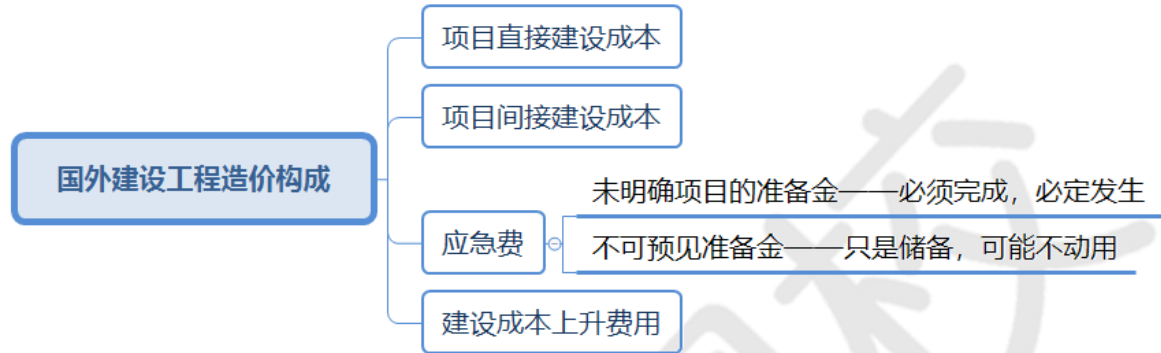 国外建设工程造价构成
项目直接建设成本
项目间接建设成本
应急费
未明确项目的准备金——必须完成，必定发生
不可预见准备金——只是储备，可能不动用
建设成本上升费用